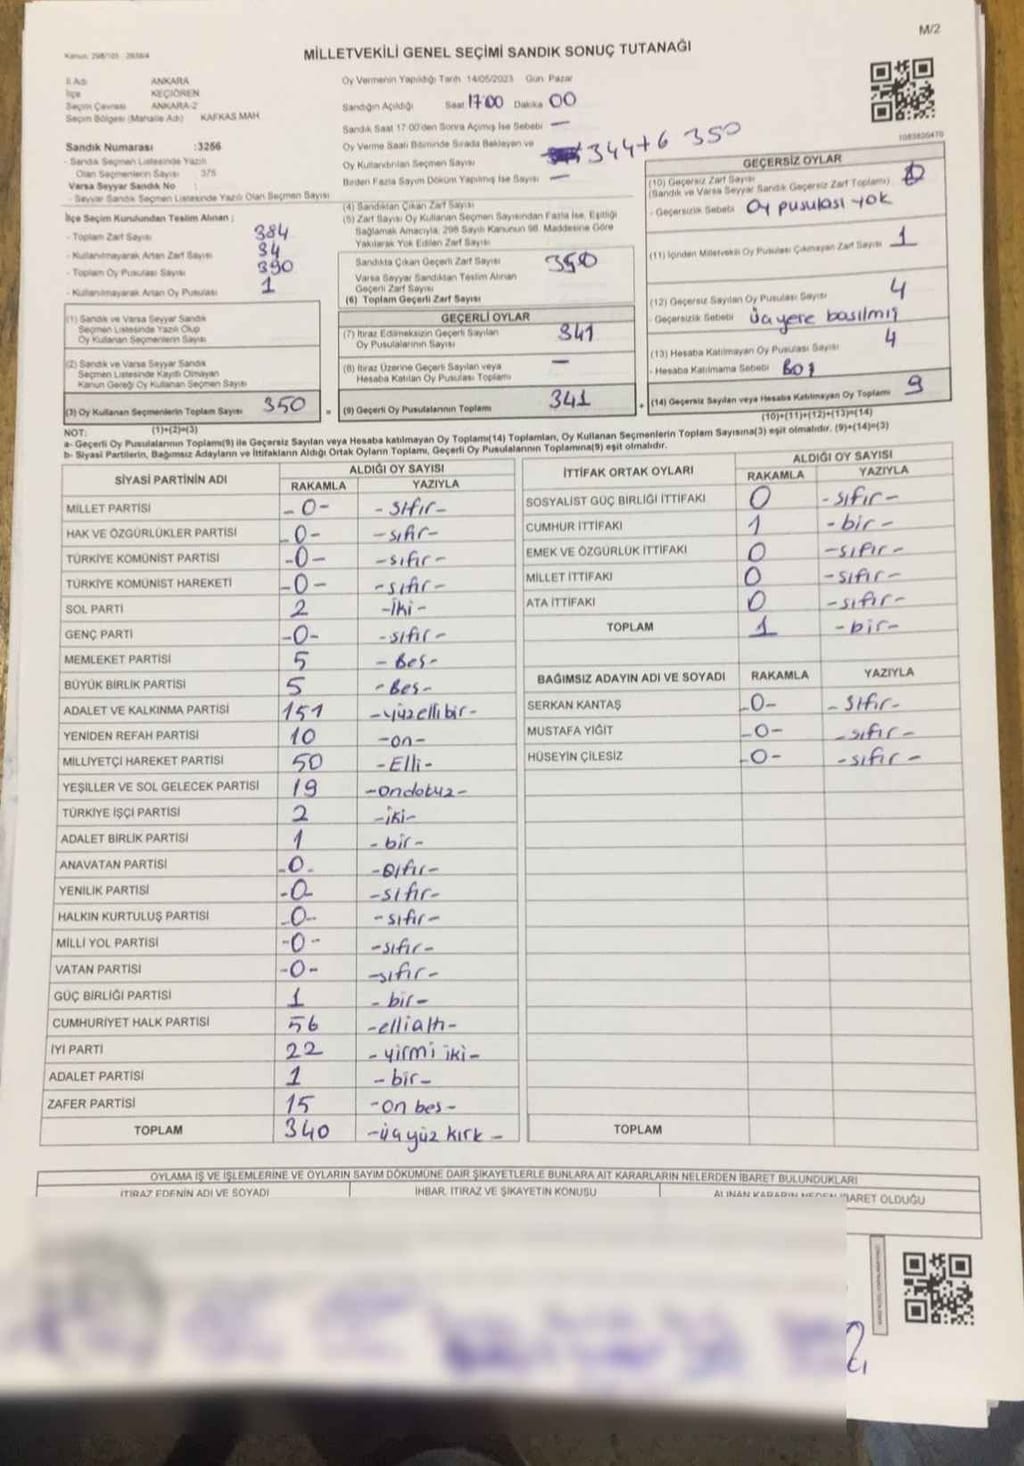 M/2
Kanun: 298/105 - 2839/4
MİLLETVEKİLİ GENEL SEÇİMİ SANDIK SONUÇ TUTANAĞI
İl Adı ANKARA
İlçe KEÇİÖREN
Seçim Çevresi ANKARA-2
Seçim Bölgesi (Mahalle Adı) KAFKAS MAH.
Sandık Numarası :3256
- Sandık Seçmen Listesinde Yazılı
Olan Seçmenlerin Sayısı 375
Varsa Seyyar Sandık No :
- Seyyar Sandık Seçmen Listesinde Yazılı Olan Seçmen Sayısı
İlçe Seçim Kurulundan Teslim Alınan ;
- Toplam Zarf Sayısı 384
- Kullanılmayarak Artan Zarf Sayısı 34
- Toplam Oy Pusulası Sayısı 390
- Kullanılmayarak Artan Oy Pusulası 1
(1) Sandık ve Varsa Seyyar Sandık
Seçmen Listesinde Yazılı Olup
Oy Kullanan Seçmenlerin Sayısı
(2) Sandık ve Varsa Seyyar Sandık
Seçmen Listesinde Kayıtlı Olmayan
Kanun Gereği Oy Kullanan Seçmen Sayısı
(3) Oy Kullanan Seçmenlerin Toplam Sayısı 350
(1)+(2)=(3)
Oy Vermenin Yapıldığı Tarih 14/05/2023 Gün Pazar
Sandığın Açıldığı Saat 17:00 Dakika 00
Sandık Saat 17:00'den Sonra Açılmış İse Sebebi —
Oy Verme Saati Bitiminde Sırada Bekleyen ve
Oy Kullandırılan Seçmen Sayısı 344+6 350
Birden Fazla Sayım Döküm Yapılmış İse Sayısı —
(4) Sandıktan Çıkan Zarf Sayısı
(5) Zarf Sayısı Oy Kullanan Seçmen Sayısından Fazla İse, Eşitliği
Sağlamak Amacıyla, 298 Sayılı Kanunun 98. Maddesine Göre
Yakılarak Yok Edilen Zarf Sayısı
Sandıkta Çıkan Geçerli Zarf Sayısı 350
Varsa Seyyar Sandıktan Teslim Alınan
Geçerli Zarf Sayısı
(6) Toplam Geçerli Zarf Sayısı
GEÇERLİ OYLAR
(7) İtiraz Edilmeksizin Geçerli Sayılan
Oy Pusulalarının Sayısı 341
(8) İtiraz Üzerine Geçerli Sayılan veya
Hesaba Katılan Oy Pusulası Toplamı —
= (9) Geçerli Oy Pusulalarının Toplamı 341
1083820470
GEÇERSİZ OYLAR
(10) Geçersiz Zarf Sayısı
(Sandık ve Varsa Seyyar Sandık Geçersiz Zarf Toplamı)
- Geçersizlik Sebebi Oy pusulası yok
(11) İçinden Milletvekili Oy Pusulası Çıkmayan Zarf Sayısı 1
(12) Geçersiz Sayılan Oy Pusulası Sayısı 4
- Geçersizlik Sebebi üç yere basılmış
(13) Hesaba Katılmayan Oy Pusulası Sayısı 4
- Hesaba Katılmama Sebebi Boş
+ (14) Geçersiz Sayılan veya Hesaba Katılmayan Oy Toplamı 9
(10)+(11)+(12)+(13)=(14)
NOT:
a- Geçerli Oy Pusulalarının Toplamı(9) ile Geçersiz Sayılan veya Hesaba katılmayan Oy Toplamı(14) Toplamları, Oy Kullanan Seçmenlerin Toplam Sayısına(3) eşit olmalıdır. (9)+(14)=(3)
b- Siyasi Partilerin, Bağımsız Adayların ve İttifakların Aldığı Ortak Oyların Toplamı, Geçerli Oy Pusulalarının Toplamına(9) eşit olmalıdır.
SİYASİ PARTİNİN ADI ALDIĞI OY SAYISI
RAKAMLA YAZIYLA
MİLLET PARTİSİ -0- -sıfır-
HAK VE ÖZGÜRLÜKLER PARTİSİ -0- -sıfır-
TÜRKİYE KOMÜNİST PARTİSİ -0- -sıfır-
TÜRKİYE KOMÜNİST HAREKETİ -0- -sıfır-
SOL PARTİ 2 -iki-
GENÇ PARTİ -0- -sıfır-
MEMLEKET PARTİSİ 5 -Beş-
BÜYÜK BİRLİK PARTİSİ 5 -Beş-
ADALET VE KALKINMA PARTİSİ 151 -yüzellibir-
YENİDEN REFAH PARTİSİ 10 -on-
MİLLİYETÇİ HAREKET PARTİSİ 50 -Elli-
YEŞİLLER VE SOL GELECEK PARTİSİ 19 -ondokuz-
TÜRKİYE İŞÇİ PARTİSİ 2 -iki-
ADALET BİRLİK PARTİSİ 1 -bir-
ANAVATAN PARTİSİ -0- -sıfır-
YENİLİK PARTİSİ -0- -sıfır-
HALKIN KURTULUŞ PARTİSİ -0- -sıfır-
MİLLİ YOL PARTİSİ -0- -sıfır-
VATAN PARTİSİ -0- -sıfır-
GÜÇ BİRLİĞİ PARTİSİ 1 -bir-
CUMHURİYET HALK PARTİSİ 56 -ellialtı-
İYİ PARTİ 22 -yirmi iki-
ADALET PARTİSİ 1 -bir-
ZAFER PARTİSİ 15 -on beş-
TOPLAM 340 -üçyüz kırk-
İTTİFAK ORTAK OYLARI ALDIĞI OY SAYISI
RAKAMLA YAZIYLA
SOSYALİST GÜÇ BİRLİĞİ İTTİFAKI 0 -sıfır-
CUMHUR İTTİFAKI 1 -bir-
EMEK VE ÖZGÜRLÜK İTTİFAKI 0 -sıfır-
MİLLET İTTİFAKI 0 -sıfır-
ATA İTTİFAKI 0 -sıfır-
TOPLAM 1 -bir-
BAĞIMSIZ ADAYIN ADI VE SOYADI RAKAMLA YAZIYLA
SERKAN KANTAŞ -0- -sıfır-
MUSTAFA YİĞİT -0- -sıfır-
HÜSEYİN ÇİLESİZ -0- -sıfır-
TOPLAM
OYLAMA İŞ VE İŞLEMLERİNE VE OYLARIN SAYIM DÖKÜMÜNE DAİR ŞİKAYETLERLE BUNLARA AİT KARARLARIN NELERDEN İBARET BULUNDUKLARI
İTİRAZ EDENİN ADI VE SOYADI İHBAR, İTİRAZ VE ŞİKAYETİN KONUSU ALINAN KARARIN NEDEN İBARET OLDUĞU